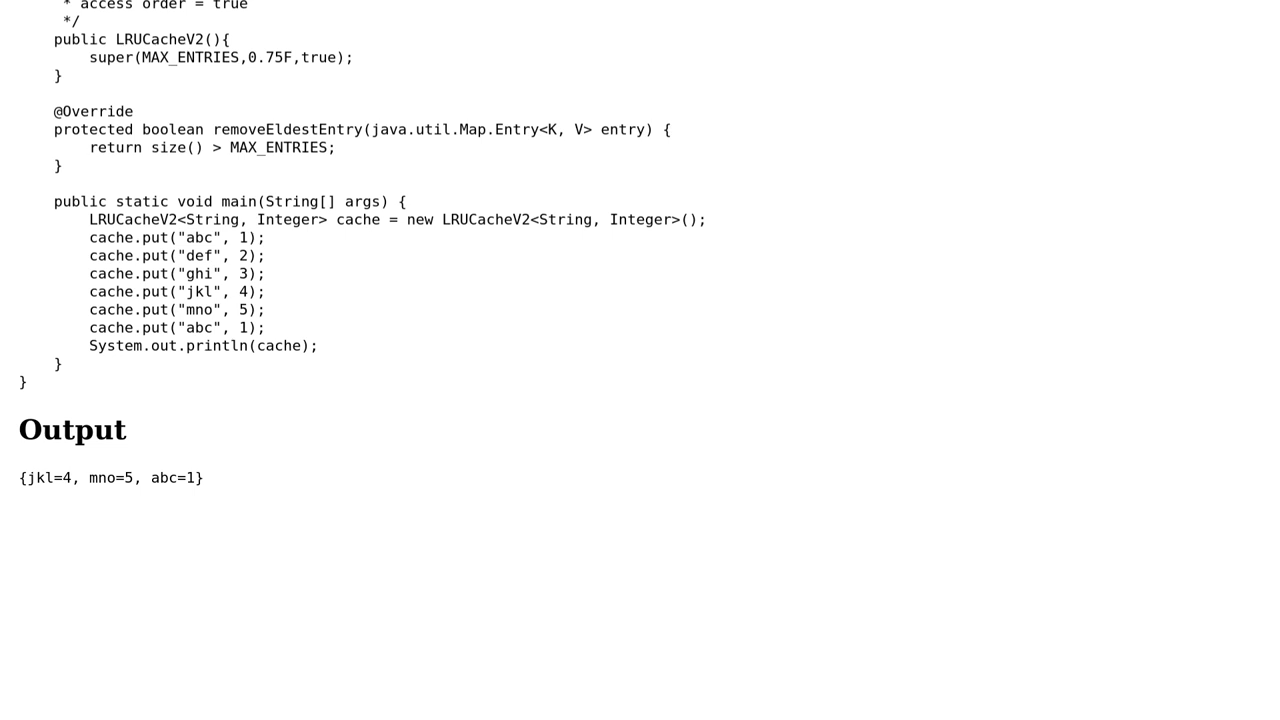 * access order = true
*/
public LRUCacheV2(){
super(MAX_ENTRIES,0.75F,true);
}
@Override
protected boolean removeEldestEntry(java.util.Map.Entry<K, V> entry) {
return size() > MAX_ENTRIES;
}
public static void main(String[] args) {
LRUCacheV2<String, Integer> cache = new LRUCacheV2<String, Integer>();
cache.put("abc", 1);
cache.put("def", 2);
cache.put("ghi", 3);
cache.put("jkl", 4);
cache.put("mno", 5);
cache.put("abc", 1);
System.out.println(cache);
}
}
Output
{jkl=4, mno=5, abc=1}